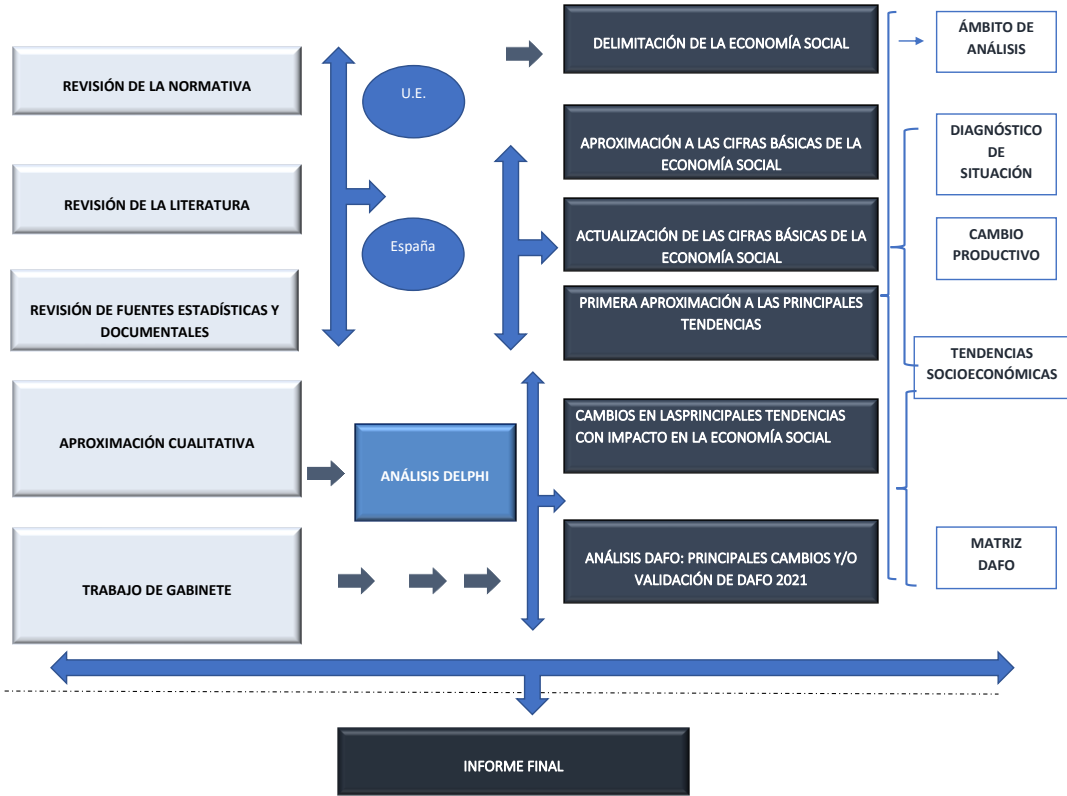 REVISIÓN DE LA NORMATIVA
REVISIÓN DE LA LITERATURA
REVISIÓN DE FUENTES ESTADÍSTICAS Y
DOCUMENTALES
APROXIMACIÓN CUALITATIVA
TRABAJO DE GABINETE
U.E.
España
ANÁLISIS DELPHI
DELIMITACIÓN DE LA ECONOMÍA SOCIAL
APROXIMACIÓN A LAS CIFRAS BÁSICAS DE LA
ECONOMÍA SOCIAL
ACTUALIZACIÓN DE LAS CIFRAS BÁSICAS DE LA
ECONOMÍA SOCIAL
PRIMERA APROXIMACIÓN A LAS PRINCIPALES
TENDENCIAS
CAMBIOS EN LASPRINCIPALES TENDENCIAS
CON IMPACTO EN LA ECONOMÍA SOCIAL
ANÁLISIS DAFO: PRINCIPALES CAMBIOS Y/O
VALIDACIÓN DE DAFO 2021
ÁMBITO DE
ANÁLISIS
DIAGNÓSTICO
DE
SITUACIÓN
CAMBIO
PRODUCTIVO
TENDENCIAS
SOCIOECONÓMICAS
MATRIZ
DAFO
INFORME FINAL